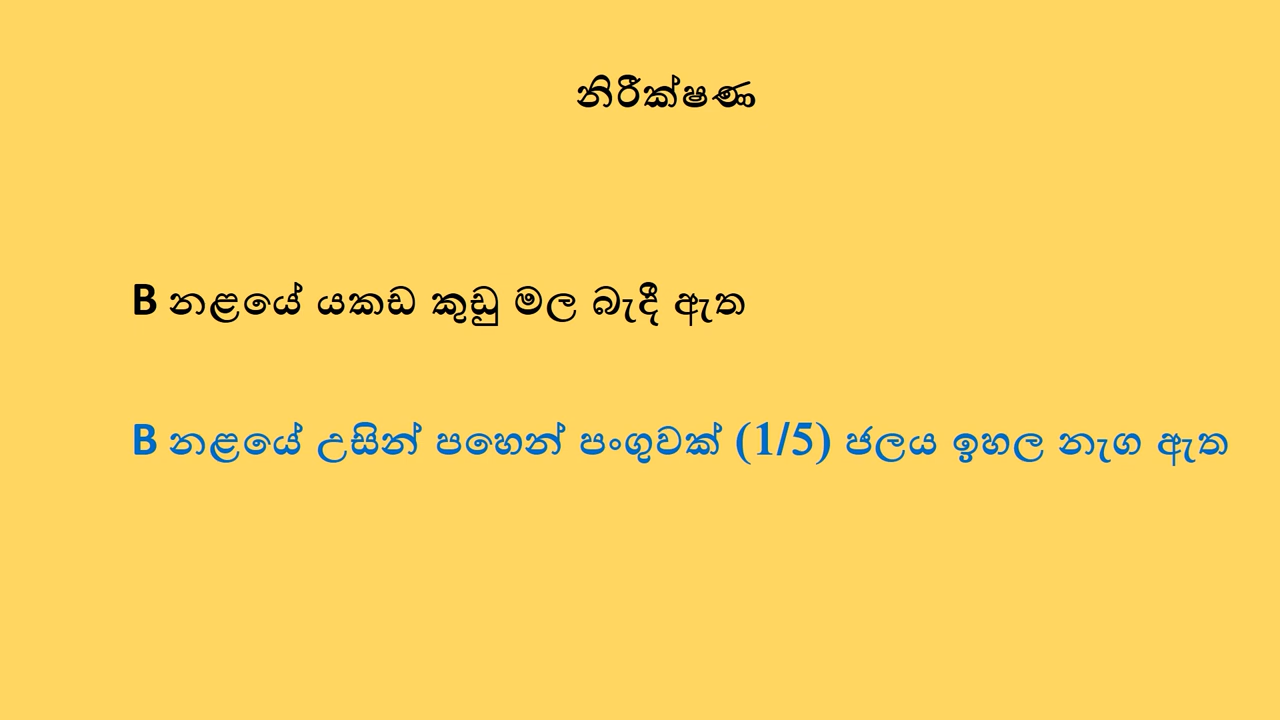 නිරීක්ෂණ
B නළයේ යකඩ කුඩු මල බැදී ඇත
B නළයේ උසින් පහෙන් පංගුවක් (1/5) ජලය ඉහල නැග ඇත